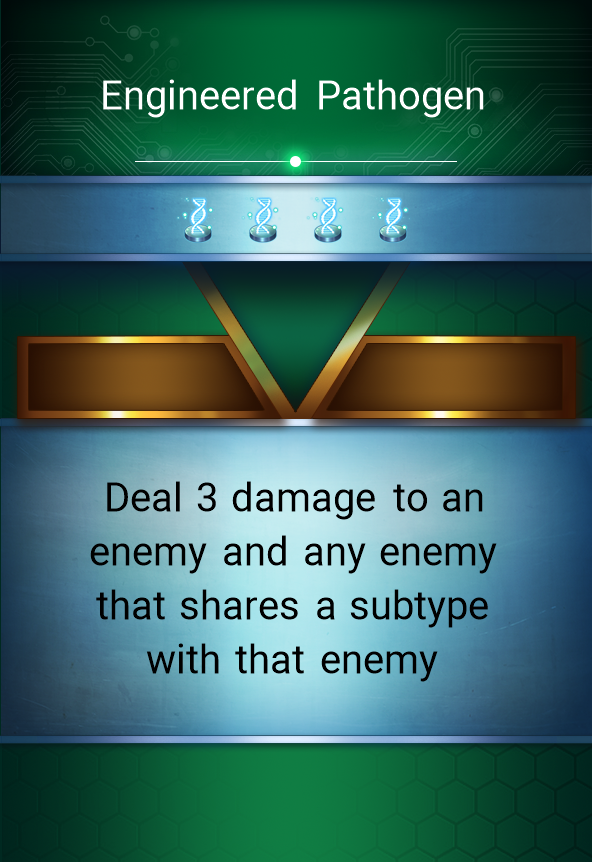 Engineered Pathogen
Deal 3 damage to an
enemy and any enemy
that shares a subtype
with that enemy